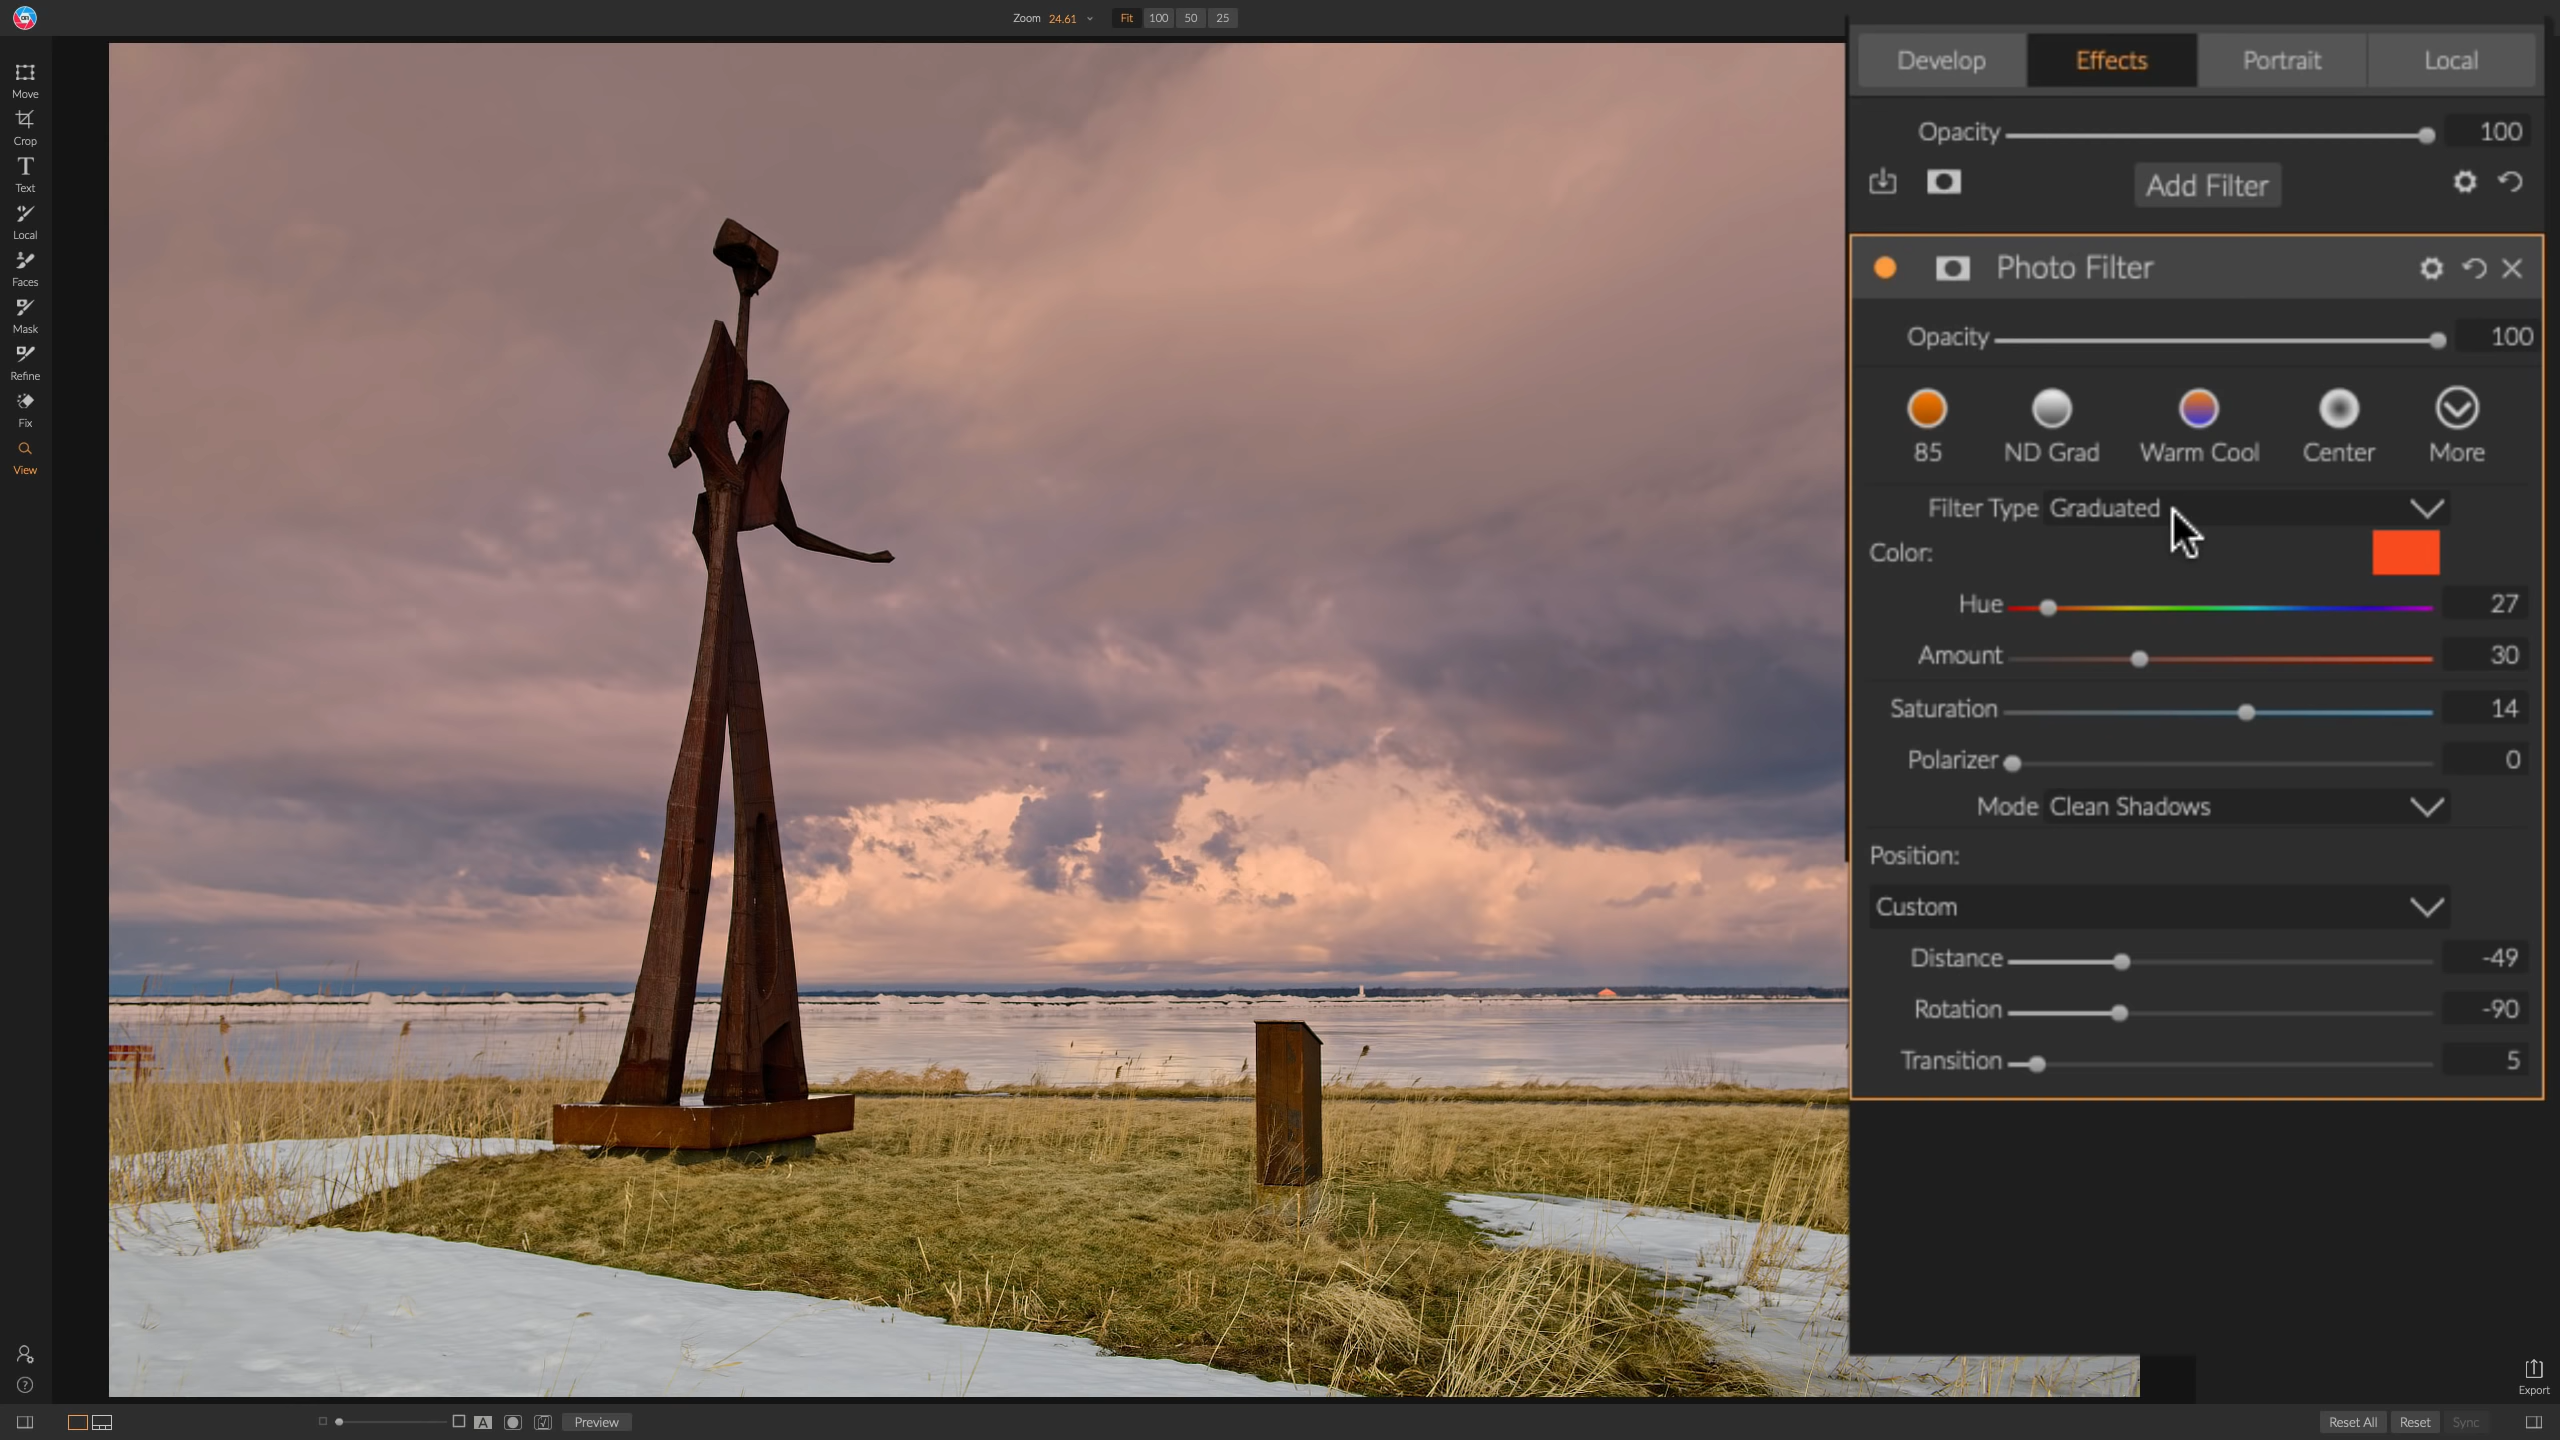 Zoom 24.61 Fit 100 50 25
Move
Crop
T
Text
Local
Faces
Mask
Refine
Fix
View
Develop Effects Portrait Local
Opacity 100
Add Filter
Photo Filter
Opacity 100
85 ND Grad Warm Cool Center More
Filter Type Graduated
Color:
Hue 27
Amount 30
Saturation 14
Polarizer 0
Mode Clean Shadows
Position:
Custom
Distance -49
Rotation -90
Transition 5
?
Export
A Preview
Reset All Reset Sync